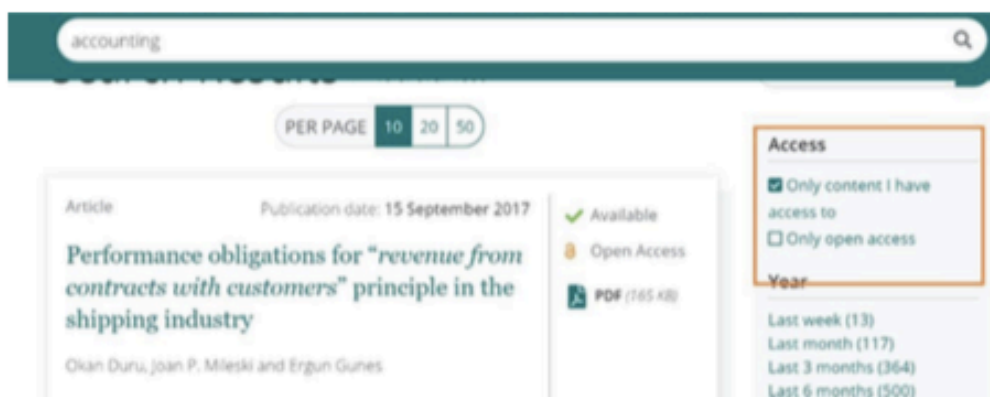 accounting
PER PAGE 10 20 50
Article
Publication date: 15 September 2017
Performance obligations for “revenue from
contracts with customers” principle in the
shipping industry
Okan Duru, Joan P. Mileski and Ergun Gunes
Available
Open Access
PDF (165 KB)
Access
Only content I have
access to
Only open access
Year
Last week (13)
Last month (117)
Last 3 months (364)
Last 6 months (500)